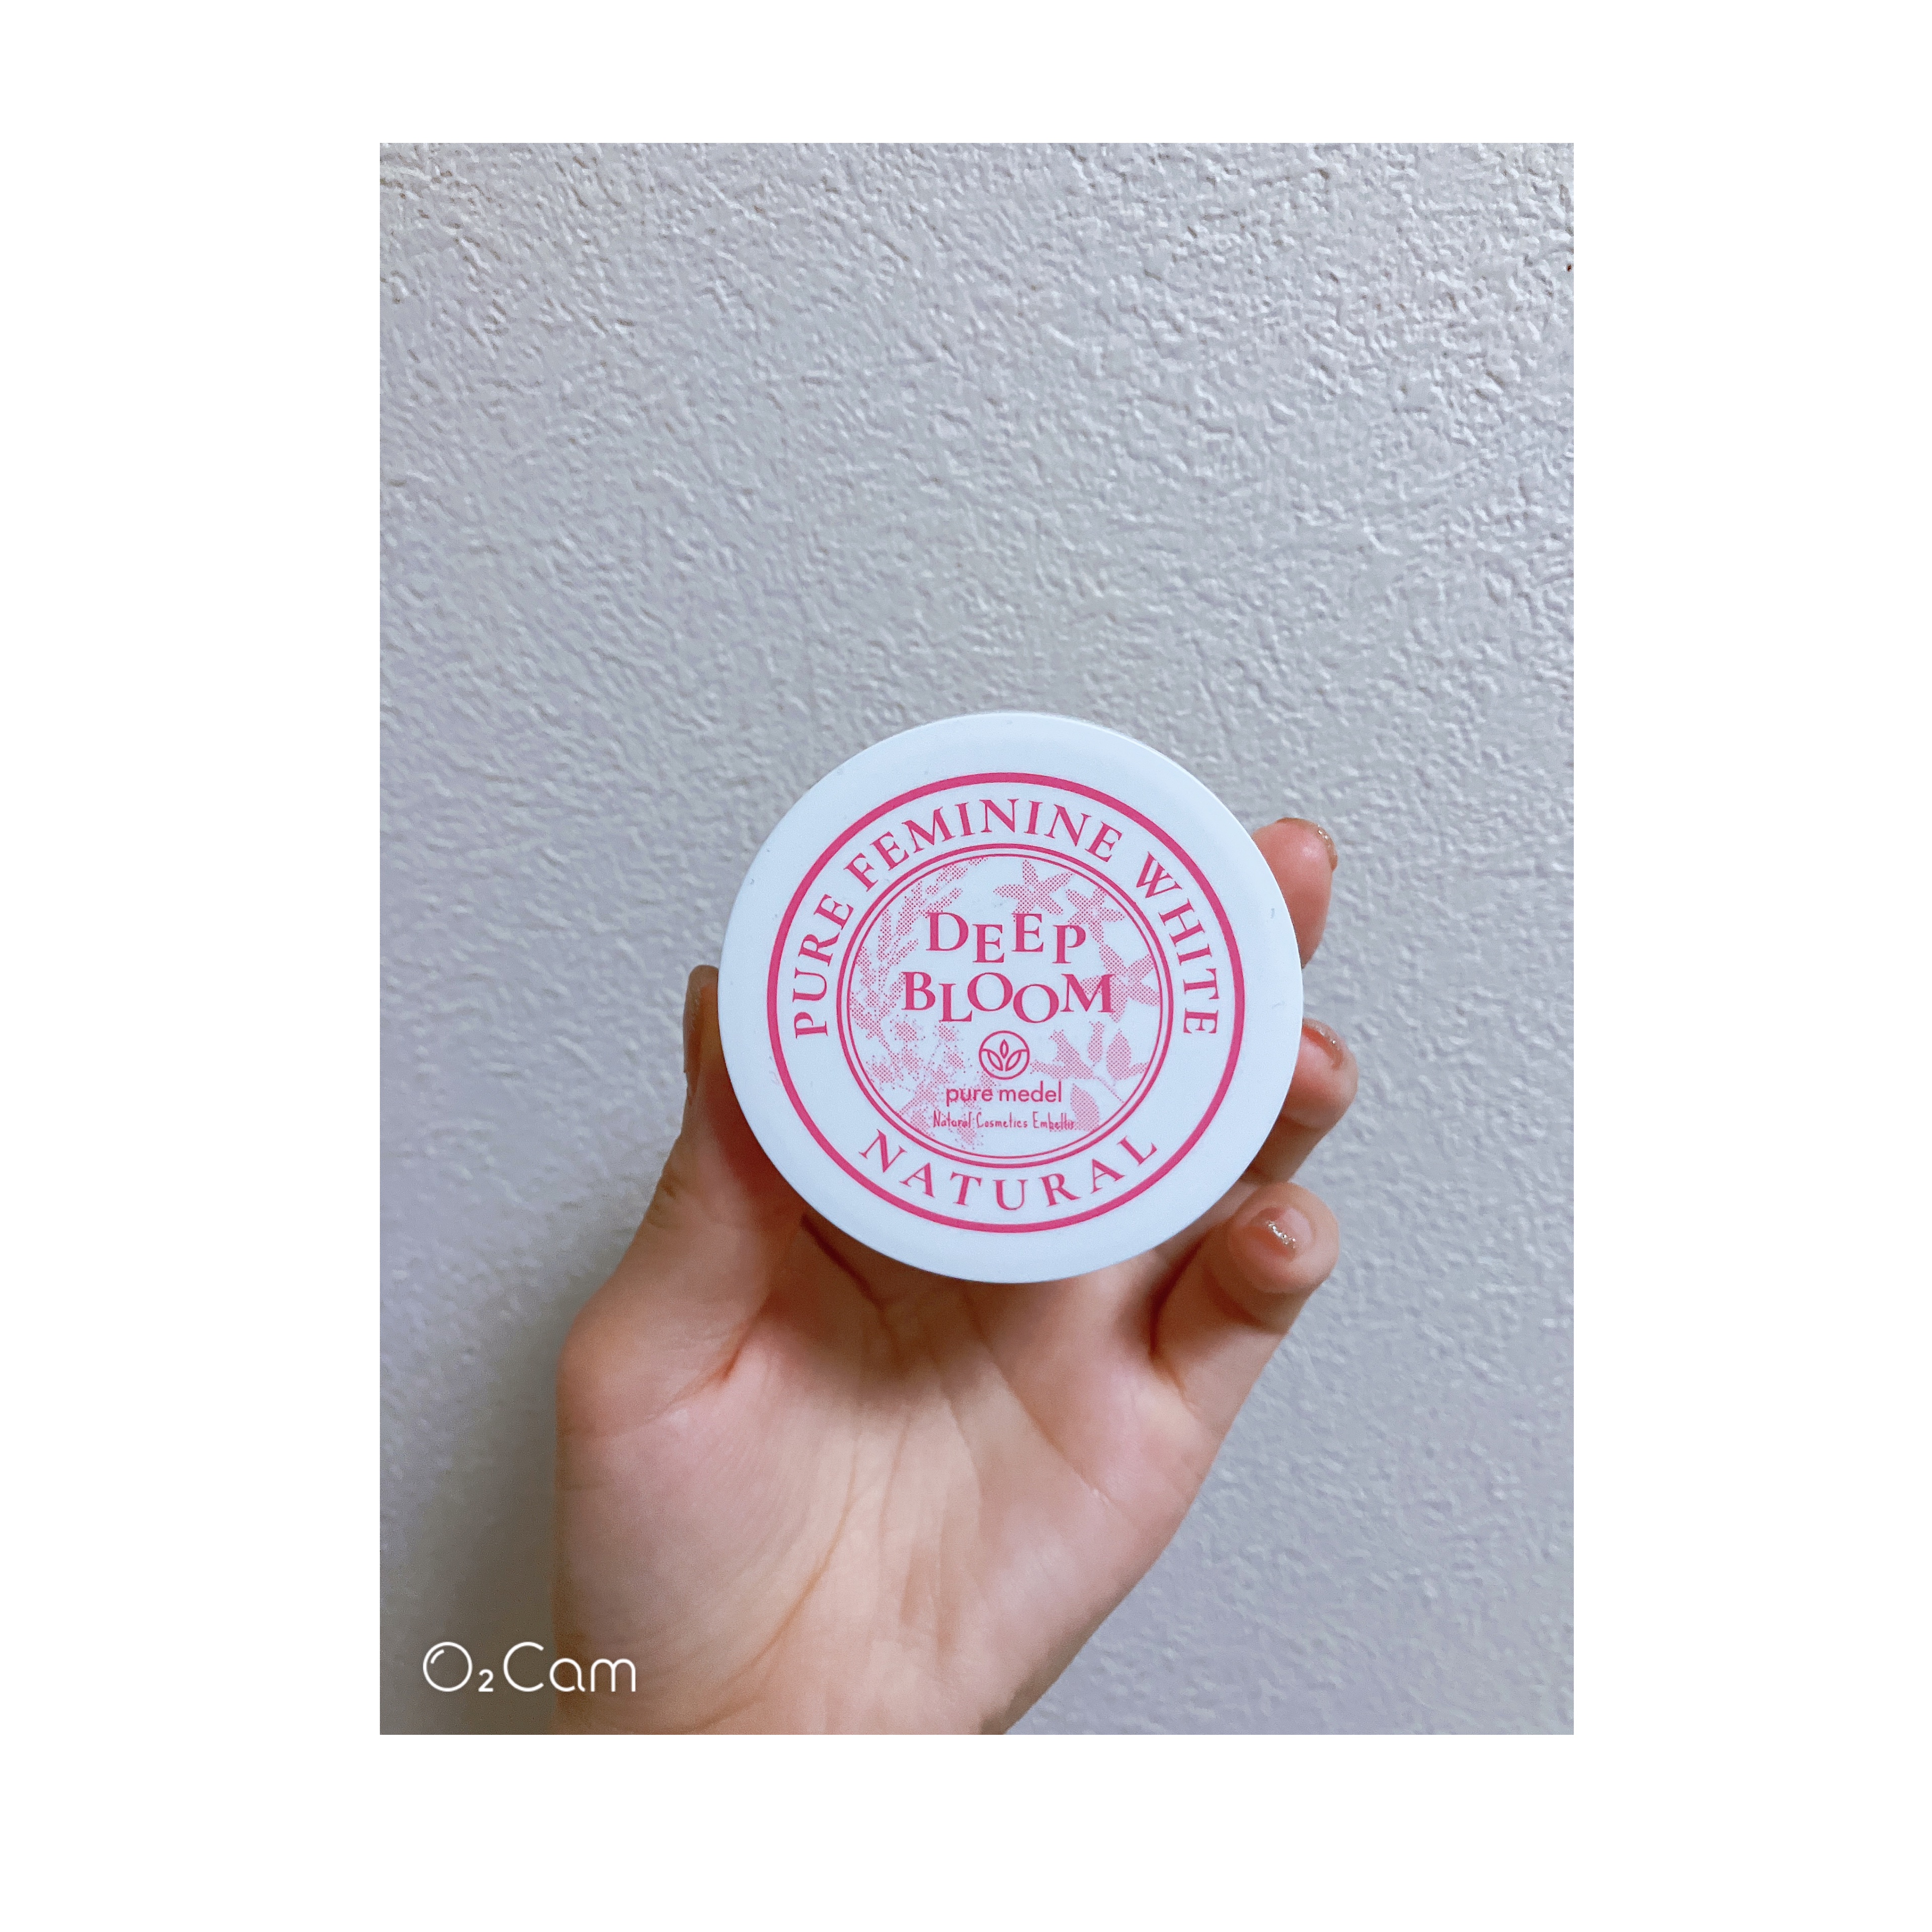 PURE FEMININE WHITE
DEEP
BLOOM
pure medel
Natural Cosmetics Embellir
NATURAL
O₂Cam